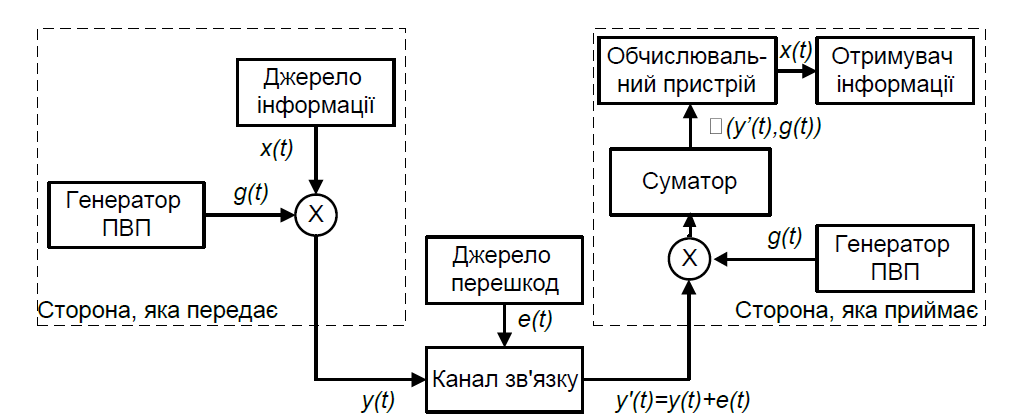 Джерело
інформації
x(t)
Генератор
ПВП
g(t)
X
Сторона, яка передає
y(t)
Джерело
перешкод
e(t)
Канал зв'язку
y'(t)=y(t)+e(t)
Обчислюваль-
ний пристрій
x(t)
Отримувач
інформації
□(y’(t),g(t))
Суматор
X
g(t)
Генератор
ПВП
Сторона, яка приймає